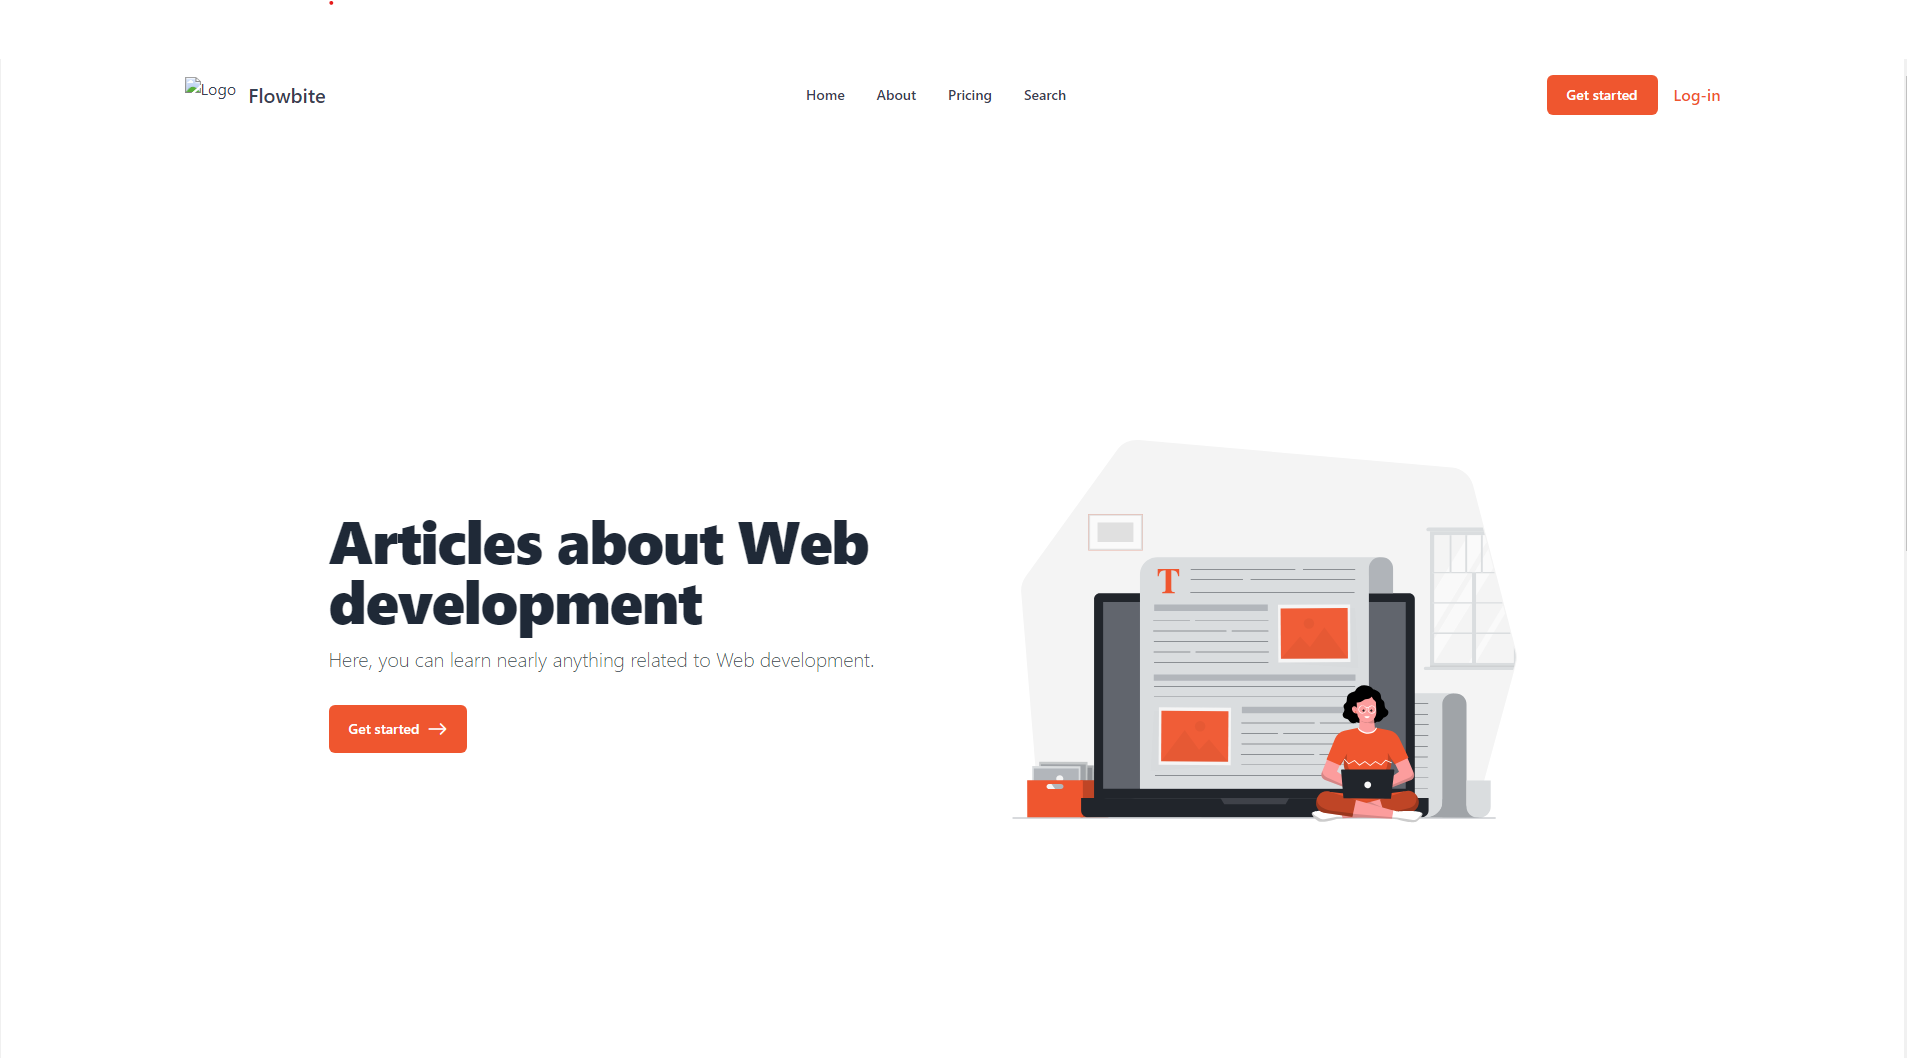 Logo Flowbite Home About Pricing Search Get started Log-in
Articles about Web
development
Here, you can learn nearly anything related to Web development.
Get started
T